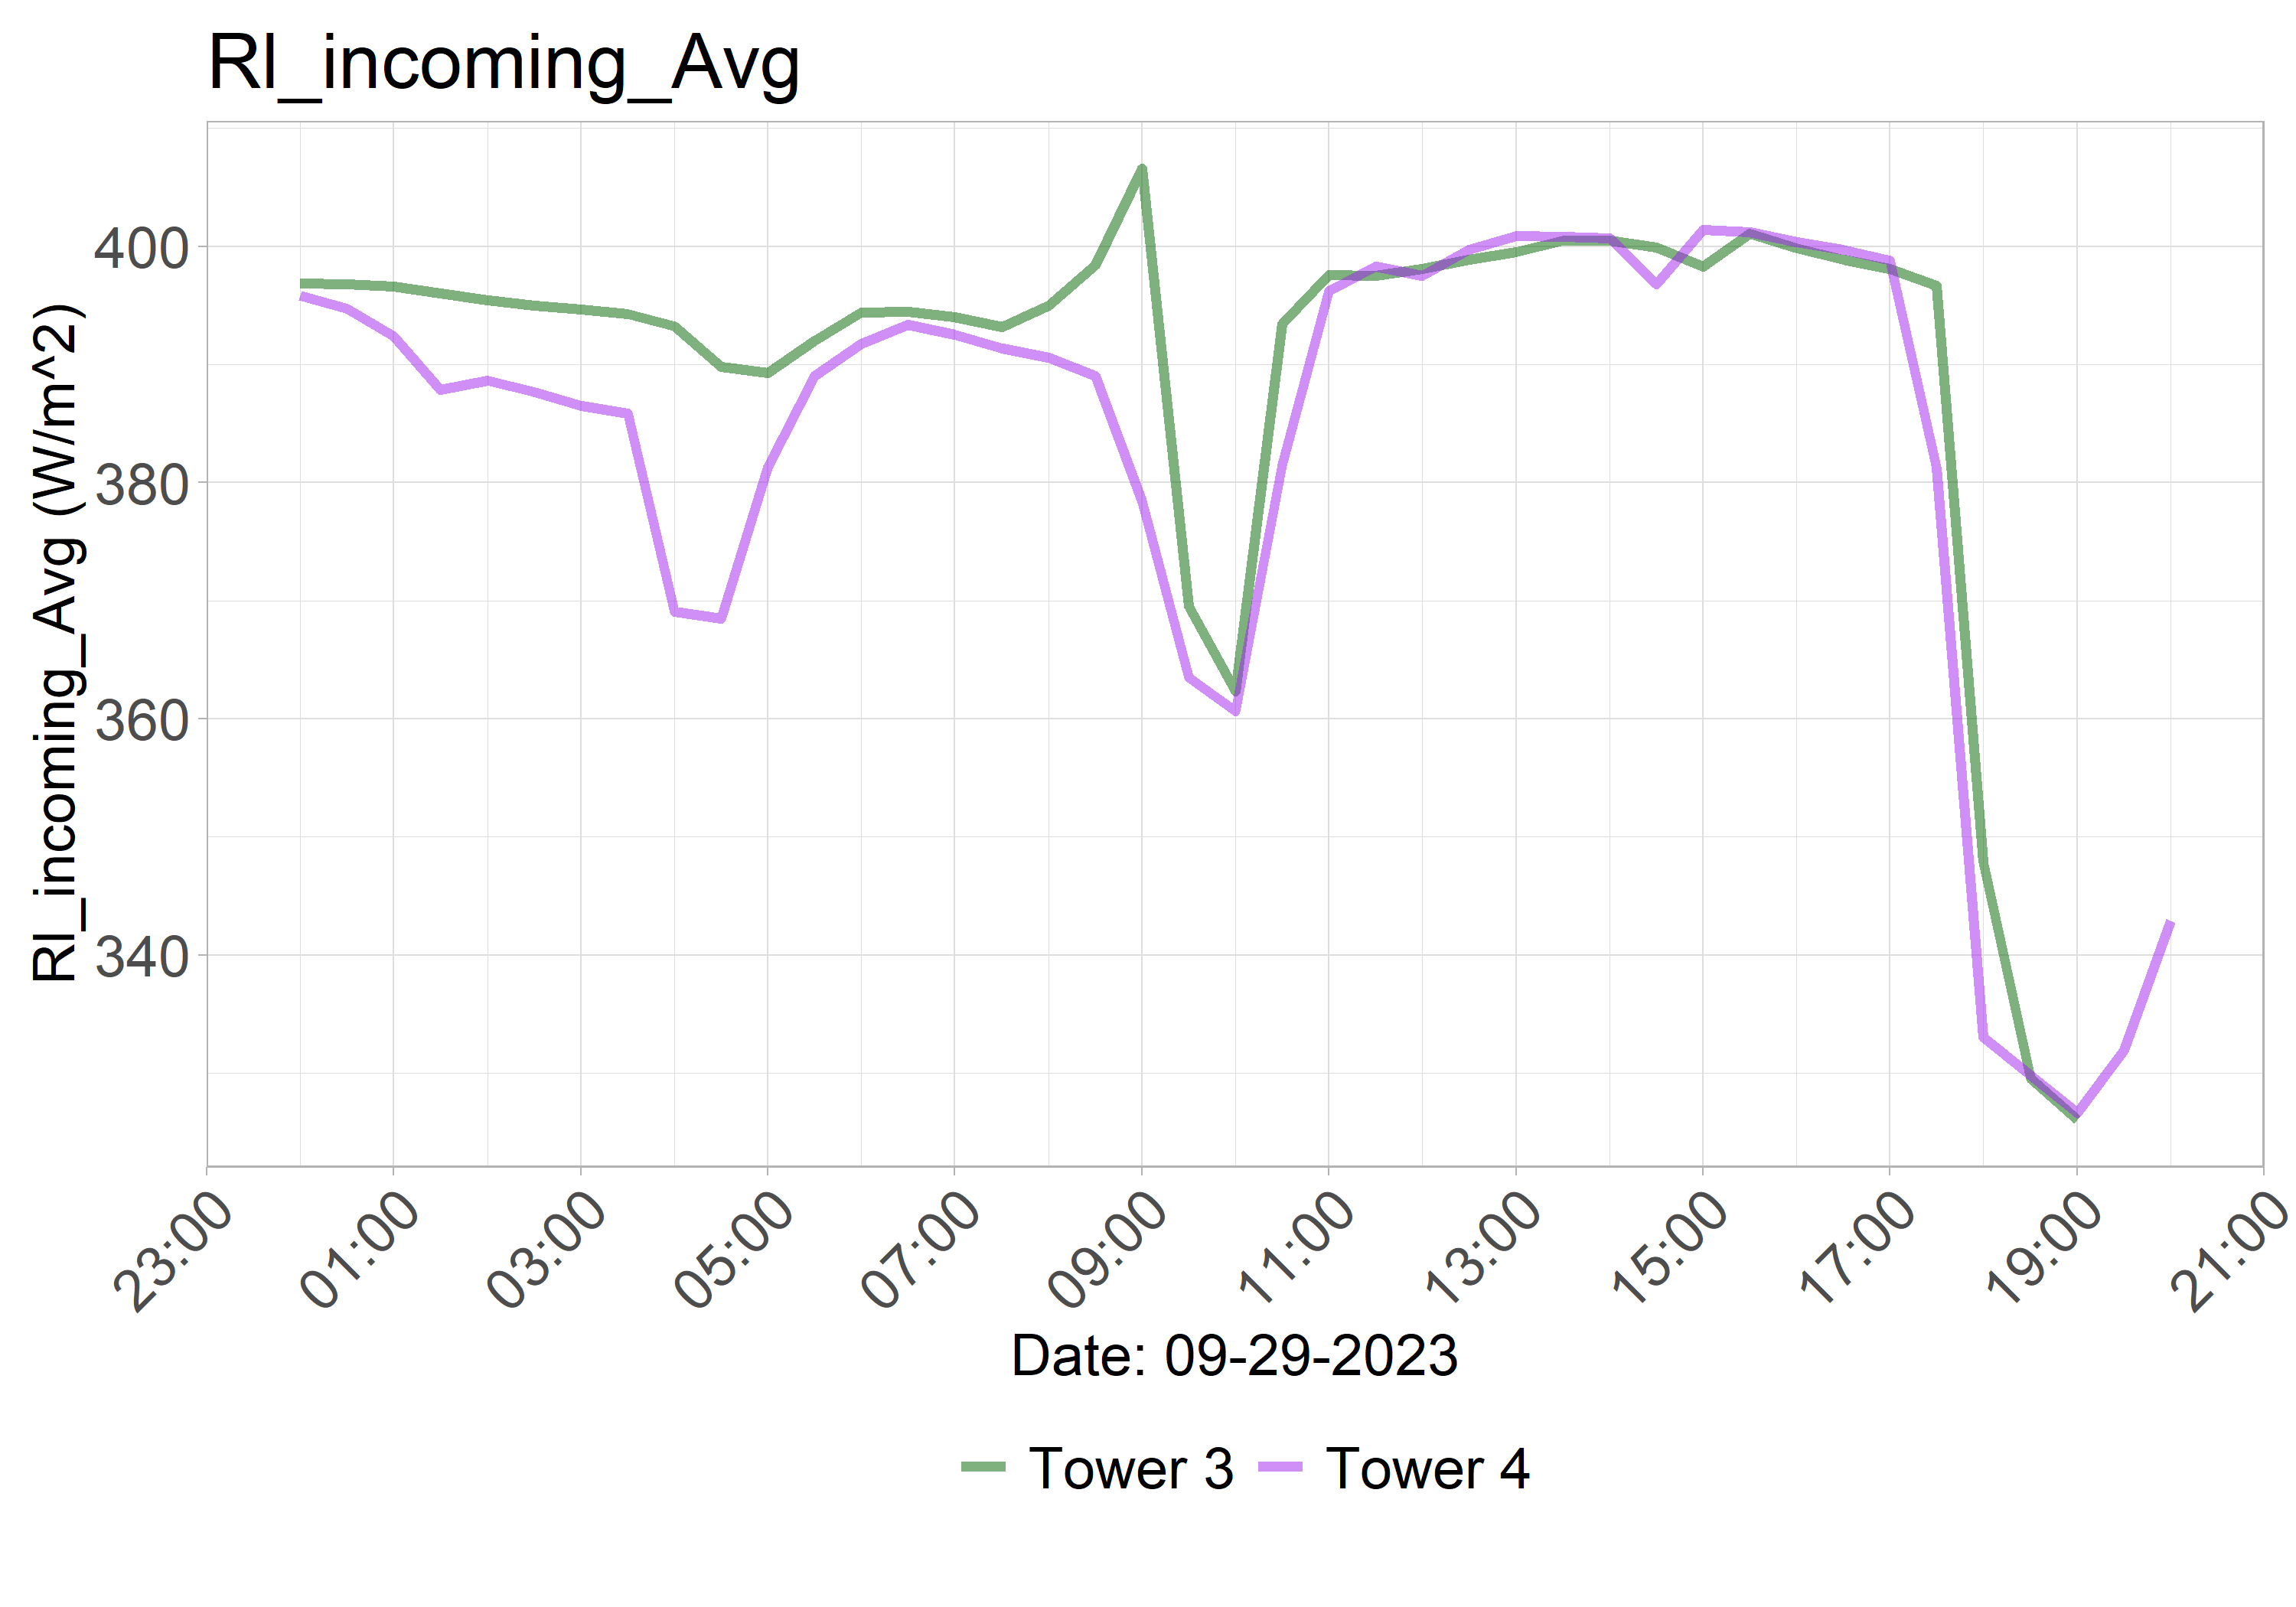 Rl_incoming_Avg
Rl_incoming_Avg (W/m^2)
400
380
360
340
23:00 01:00 03:00 05:00 07:00 09:00 11:00 13:00 15:00 17:00 19:00 21:00
Date: 09-29-2023
Tower 3 Tower 4